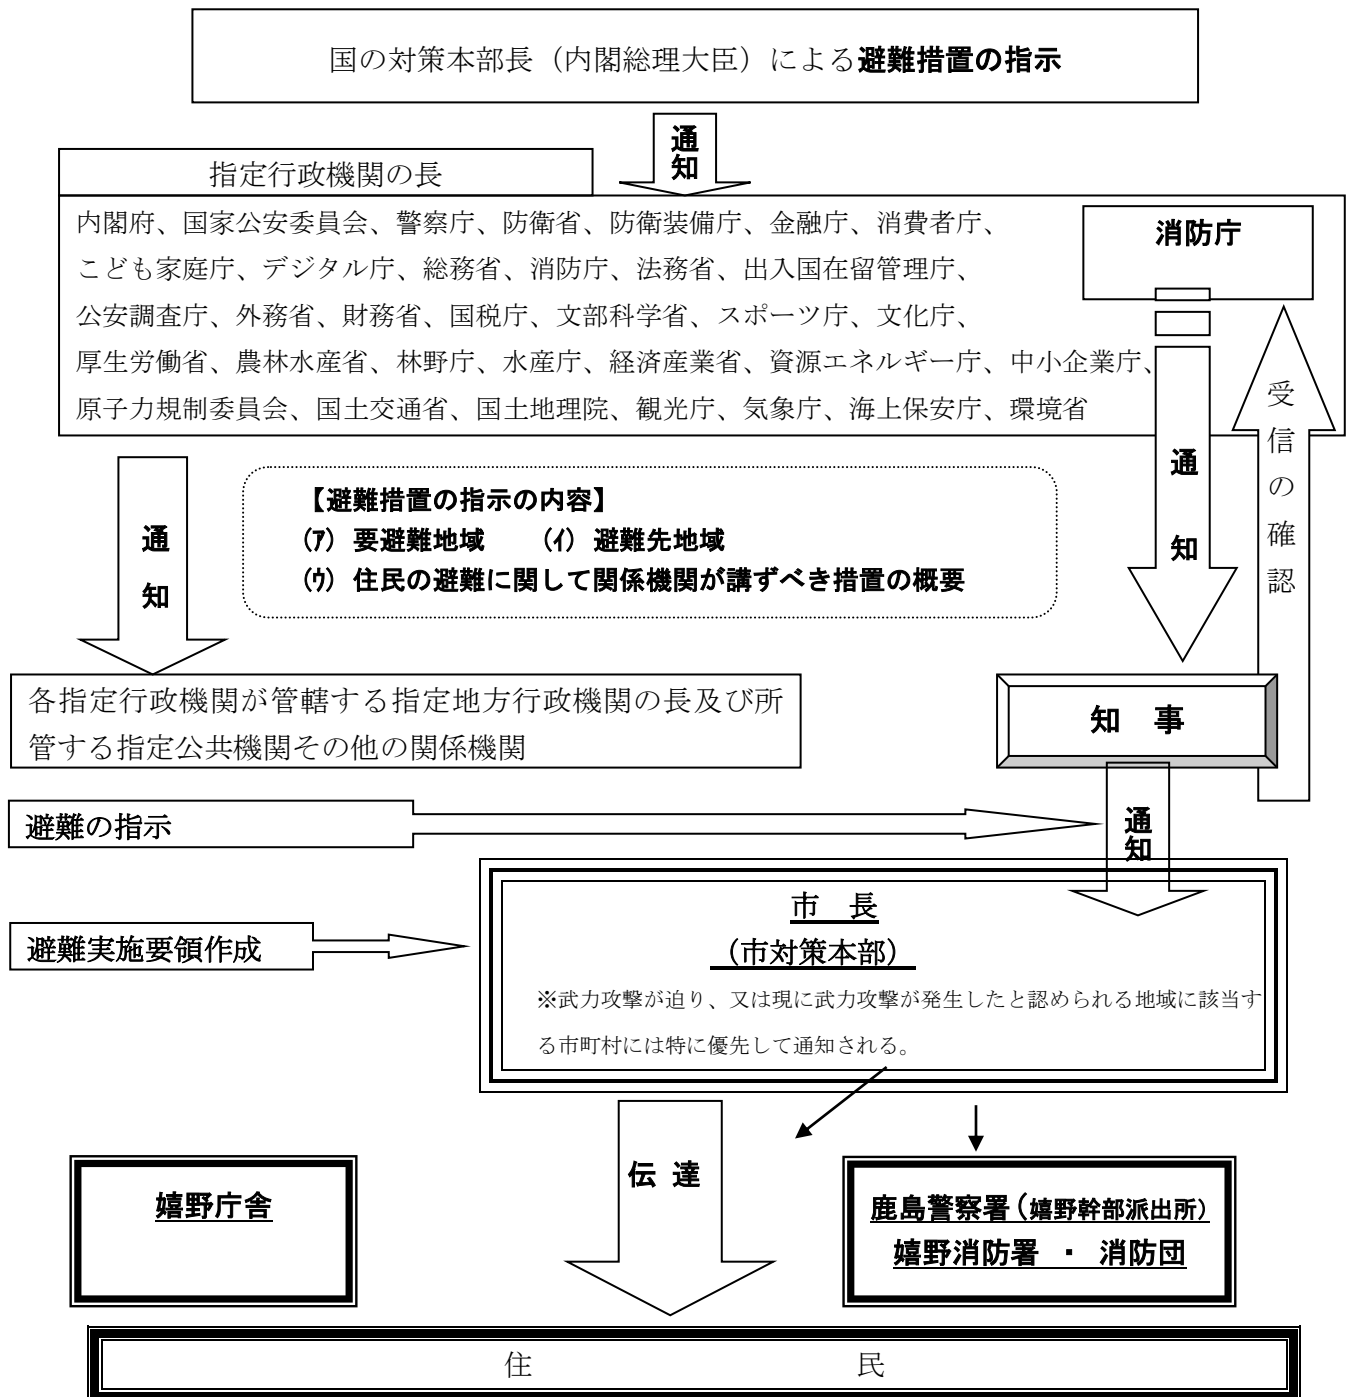 国の対策本部長（内閣総理大臣）による避難措置の指示
通知
指定行政機関の長
内閣府、国家公安委員会、警察庁、防衛省、防衛装備庁、金融庁、消費者庁、
こども家庭庁、デジタル庁、総務省、消防庁、法務省、出入国在留管理庁、
公安調査庁、外務省、財務省、国税庁、文部科学省、スポーツ庁、文化庁、
厚生労働省、農林水産省、林野庁、水産庁、経済産業省、資源エネルギー庁、中小企業庁、
原子力規制委員会、国土交通省、国土地理院、観光庁、気象庁、海上保安庁、環境省
消防庁
通知
受信の確認
通知
【避難措置の指示の内容】
(ｱ) 要避難地域　(ｲ) 避難先地域
(ｳ) 住民の避難に関して関係機関が講ずべき措置の概要
各指定行政機関が管轄する指定地方行政機関の長及び所
管する指定公共機関その他の関係機関
知　事
避難の指示
通知
市　長
（市対策本部）
※武力攻撃が迫り、又は現に武力攻撃が発生したと認められる地域に該当す
る市町村には特に優先して通知される。
避難実施要領作成
伝 達
嬉野庁舎
鹿島警察署（嬉野幹部派出所）
嬉野消防署　・　消防団
住　民